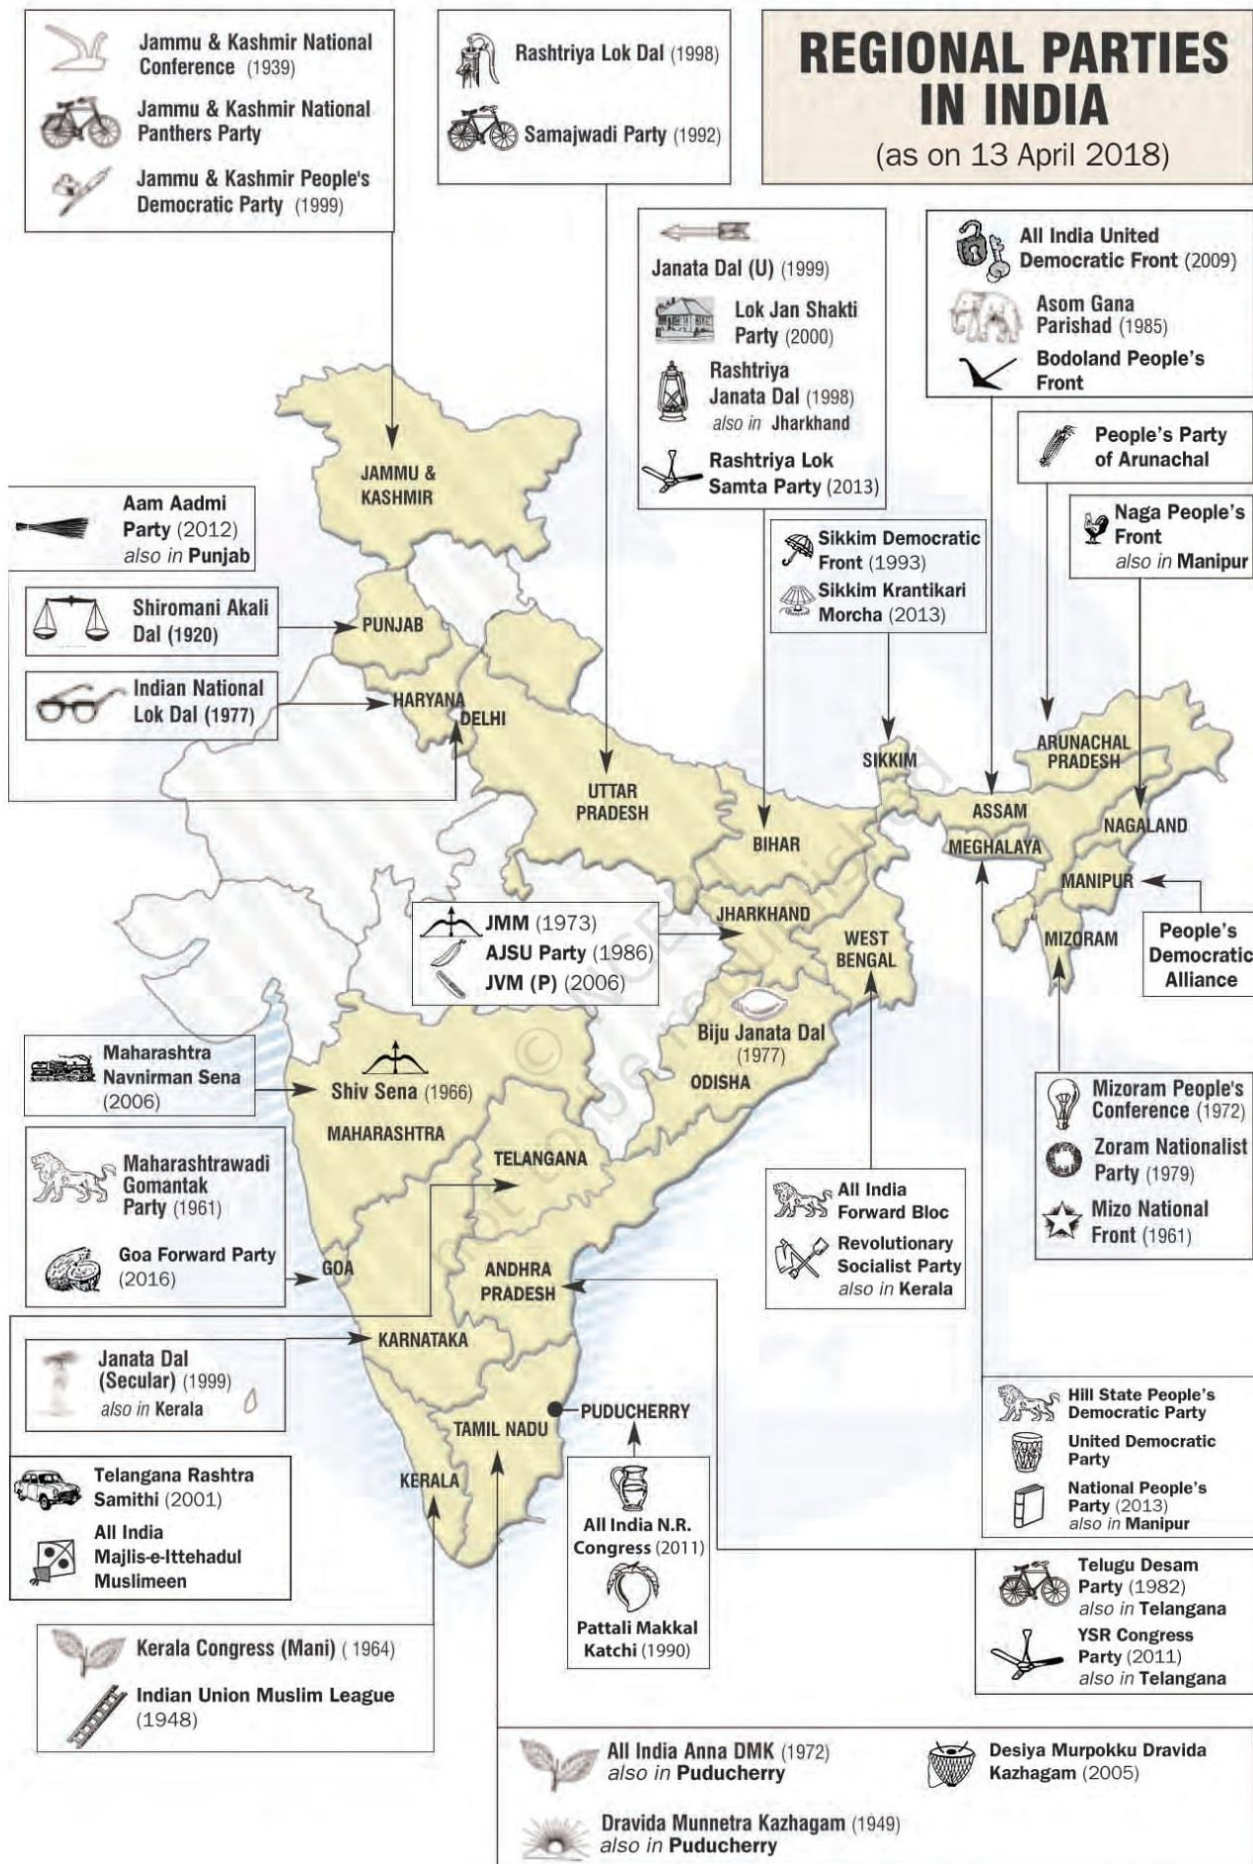 REGIONAL PARTIES
IN INDIA
(as on 13 April 2018)
Jammu & Kashmir National
Conference (1939)
Jammu & Kashmir National
Panthers Party
Jammu & Kashmir People's
Democratic Party (1999)
Rashtriya Lok Dal (1998)
Samajwadi Party (1992)
Janata Dal (U) (1999)
Lok Jan Shakti
Party (2000)
Rashtriya
Janata Dal (1998)
also in Jharkhand
Rashtriya Lok
Samta Party (2013)
All India United
Democratic Front (2009)
Asom Gana
Parishad (1985)
Bodoland People's
Front
People's Party
of Arunachal
Naga People's
Front
also in Manipur
Sikkim Democratic
Front (1993)
Sikkim Krantikari
Morcha (2013)
Aam Aadmi
Party (2012)
also in Punjab
Shiromani Akali
Dal (1920)
Indian National
Lok Dal (1977)
JAMMU &
KASHMIR
PUNJAB
HARYANA
DELHI
UTTAR
PRADESH
BIHAR
SIKKIM
ARUNACHAL
PRADESH
ASSAM
NAGALAND
MEGHALAYA
MANIPUR
MIZORAM
JHARKHAND
WEST
BENGAL
JMM (1973)
AJSU Party (1986)
JVM (P) (2006)
People's
Democratic
Alliance
Biju Janata Dal
(1977)
ODISHA
Maharashtra
Navnirman Sena
(2006)
Shiv Sena (1966)
MAHARASHTRA
TELANGANA
Mizoram People's
Conference (1972)
Zoram Nationalist
Party (1979)
Mizo National
Front (1961)
Maharashtrawadi
Gomantak
Party (1961)
Goa Forward Party
(2016)
GOA
ANDHRA
PRADESH
All India
Forward Bloc
Revolutionary
Socialist Party
also in Kerala
KARNATAKA
Janata Dal
(Secular) (1999)
also in Kerala
TAMIL NADU
PUDUCHERRY
KERALA
Hill State People's
Democratic Party
United Democratic
Party
National People's
Party (2013)
also in Manipur
Telangana Rashtra
Samithi (2001)
All India
Majlis-e-Ittehadul
Muslimeen
All India N.R.
Congress (2011)
Pattali Makkal
Katchi (1990)
Telugu Desam
Party (1982)
also in Telangana
YSR Congress
Party (2011)
also in Telangana
Kerala Congress (Mani) ( 1964)
Indian Union Muslim League
(1948)
All India Anna DMK (1972)
also in Puducherry
Desiya Murpokku Dravida
Kazhagam (2005)
Dravida Munnetra Kazhagam (1949)
also in Puducherry